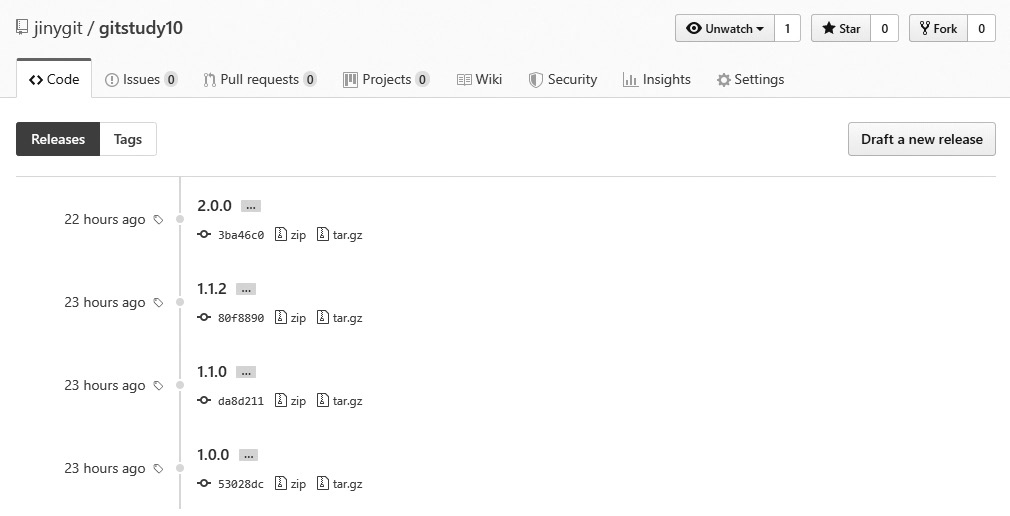 jinygit / gitstudy10
Unwatch 1 Star 0 Fork 0
Code Issues 0 Pull requests 0 Projects 0 Wiki Security Insights Settings
Releases Tags Draft a new release
2.0.0 ...
22 hours ago
3ba46c0 zip tar.gz
1.1.2 ...
23 hours ago
80f8890 zip tar.gz
1.1.0 ...
23 hours ago
da8d211 zip tar.gz
1.0.0 ...
23 hours ago
53028dc zip tar.gz